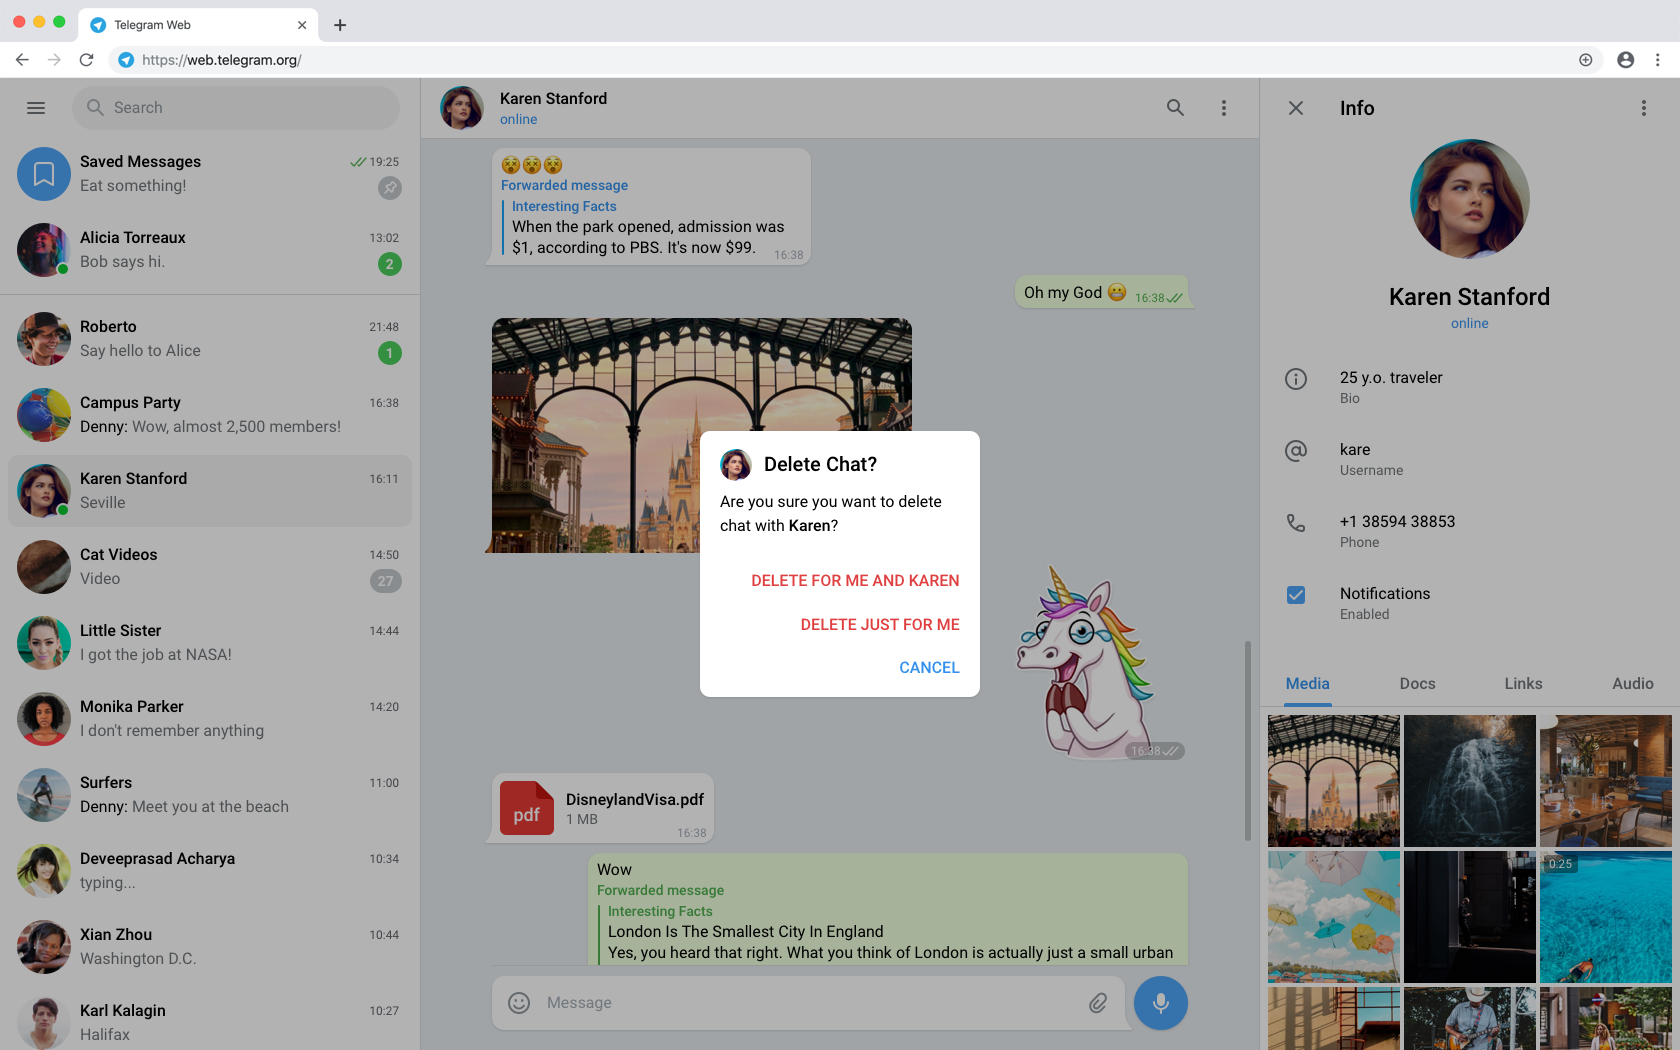 Telegram Web
https://web.telegram.org/
Search
Saved Messages 19:25
Eat something!
Alicia Torreaux 13:02
Bob says hi. 2
Roberto 21:48
Say hello to Alice 1
Campus Party 16:38
Denny: Wow, almost 2,500 members!
Karen Stanford 16:11
Seville
Cat Videos 14:50
Video 27
Little Sister 14:44
I got the job at NASA!
Monika Parker 14:20
I don't remember anything
Surfers 11:00
Denny: Meet you at the beach
Deveeprasad Acharya 10:34
typing...
Xian Zhou 10:44
Washington D.C.
Karl Kalagin 10:27
Halifax
Karen Stanford
online
Forwarded message
Interesting Facts
When the park opened, admission was
$1, according to PBS. It's now $99. 16:38
Oh my God 😬 16:38
Delete Chat?
Are you sure you want to delete
chat with Karen?
DELETE FOR ME AND KAREN
DELETE JUST FOR ME
CANCEL
16:38
pdf
DisneylandVisa.pdf
1 MB
16:38
Wow
Forwarded message
Interesting Facts
London Is The Smallest City In England
Yes, you heard that right. What you think of London is actually just a small urban
Message
Info
Karen Stanford
online
25 y.o. traveler
Bio
kare
Username
+1 38594 38853
Phone
Notifications
Enabled
Media Docs Links Audio
0:25